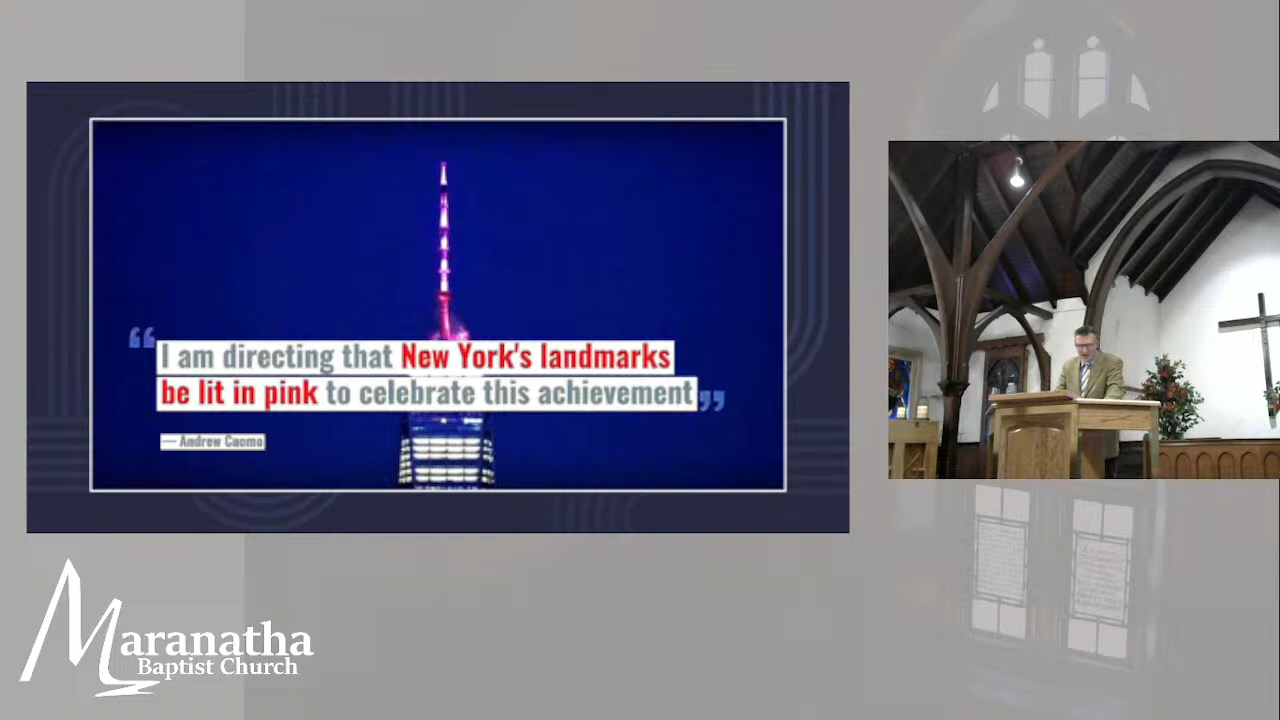 “ I am directing that New York's landmarks
be lit in pink to celebrate this achievement ”
— Andrew Cuomo
Maranatha
Baptist Church